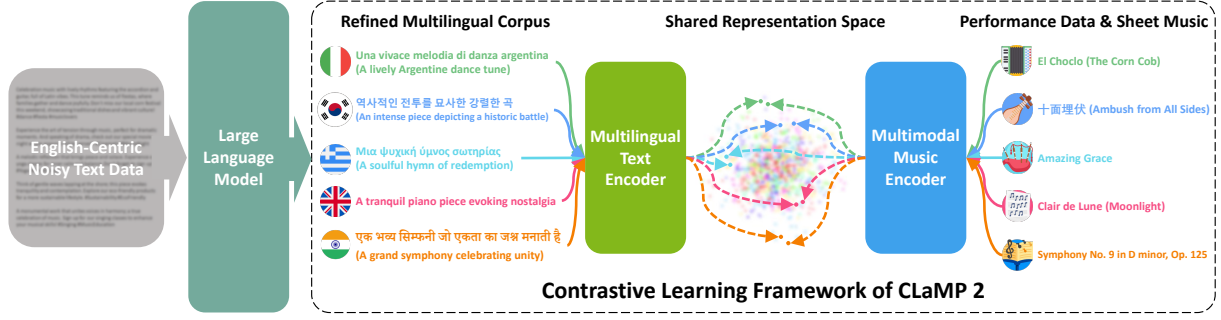 Refined Multilingual Corpus
Shared Representation Space
Performance Data & Sheet Music
English-Centric
Noisy Text Data
Large
Language
Model
Una vivace melodia di danza argentina
(A lively Argentine dance tune)
역사적인 전투를 묘사한 강렬한 곡
(An intense piece depicting a historic battle)
Μια ψυχική ύμνος σωτηρίας
(A soulful hymn of redemption)
A tranquil piano piece evoking nostalgia
एक भव्य सिम्फनी जो एकता का जश्न मनाती है
(A grand symphony celebrating unity)
Multilingual
Text
Encoder
Multimodal
Music
Encoder
El Choclo (The Corn Cob)
十面埋伏 (Ambush from All Sides)
Amazing Grace
Clair de Lune (Moonlight)
Symphony No. 9 in D minor, Op. 125
Contrastive Learning Framework of CLaMP 2